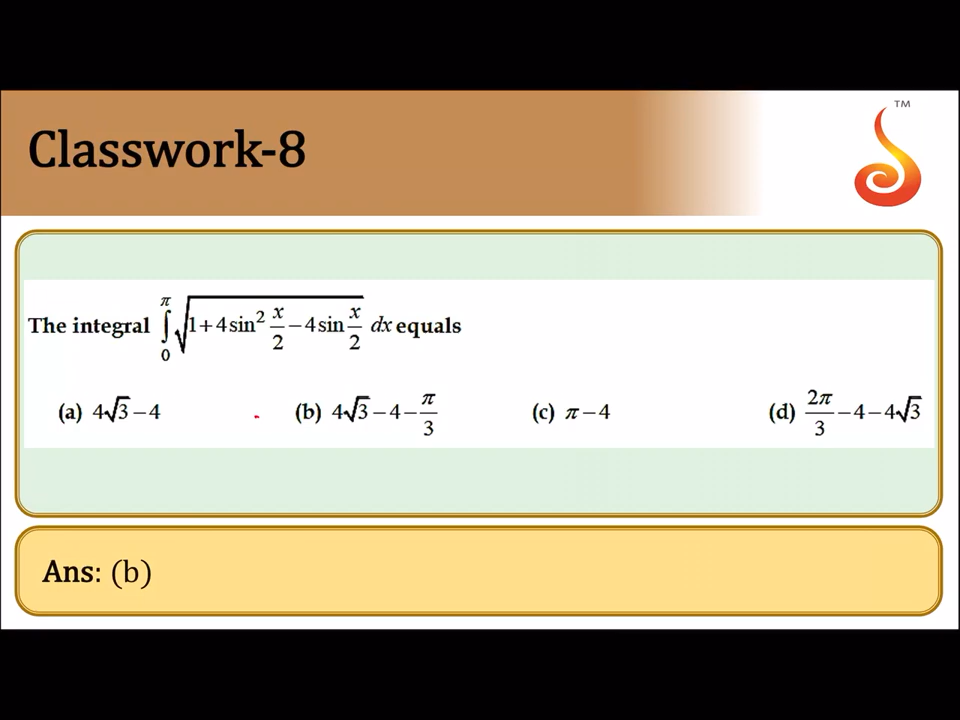 TM
Classwork-8
The integral ∫₀^π √(1+4sin² x/2 − 4sin x/2) dx equals
(a) 4√3−4 (b) 4√3−4−π/3 (c) π−4 (d) 2π/3−4−4√3
Ans: (b)